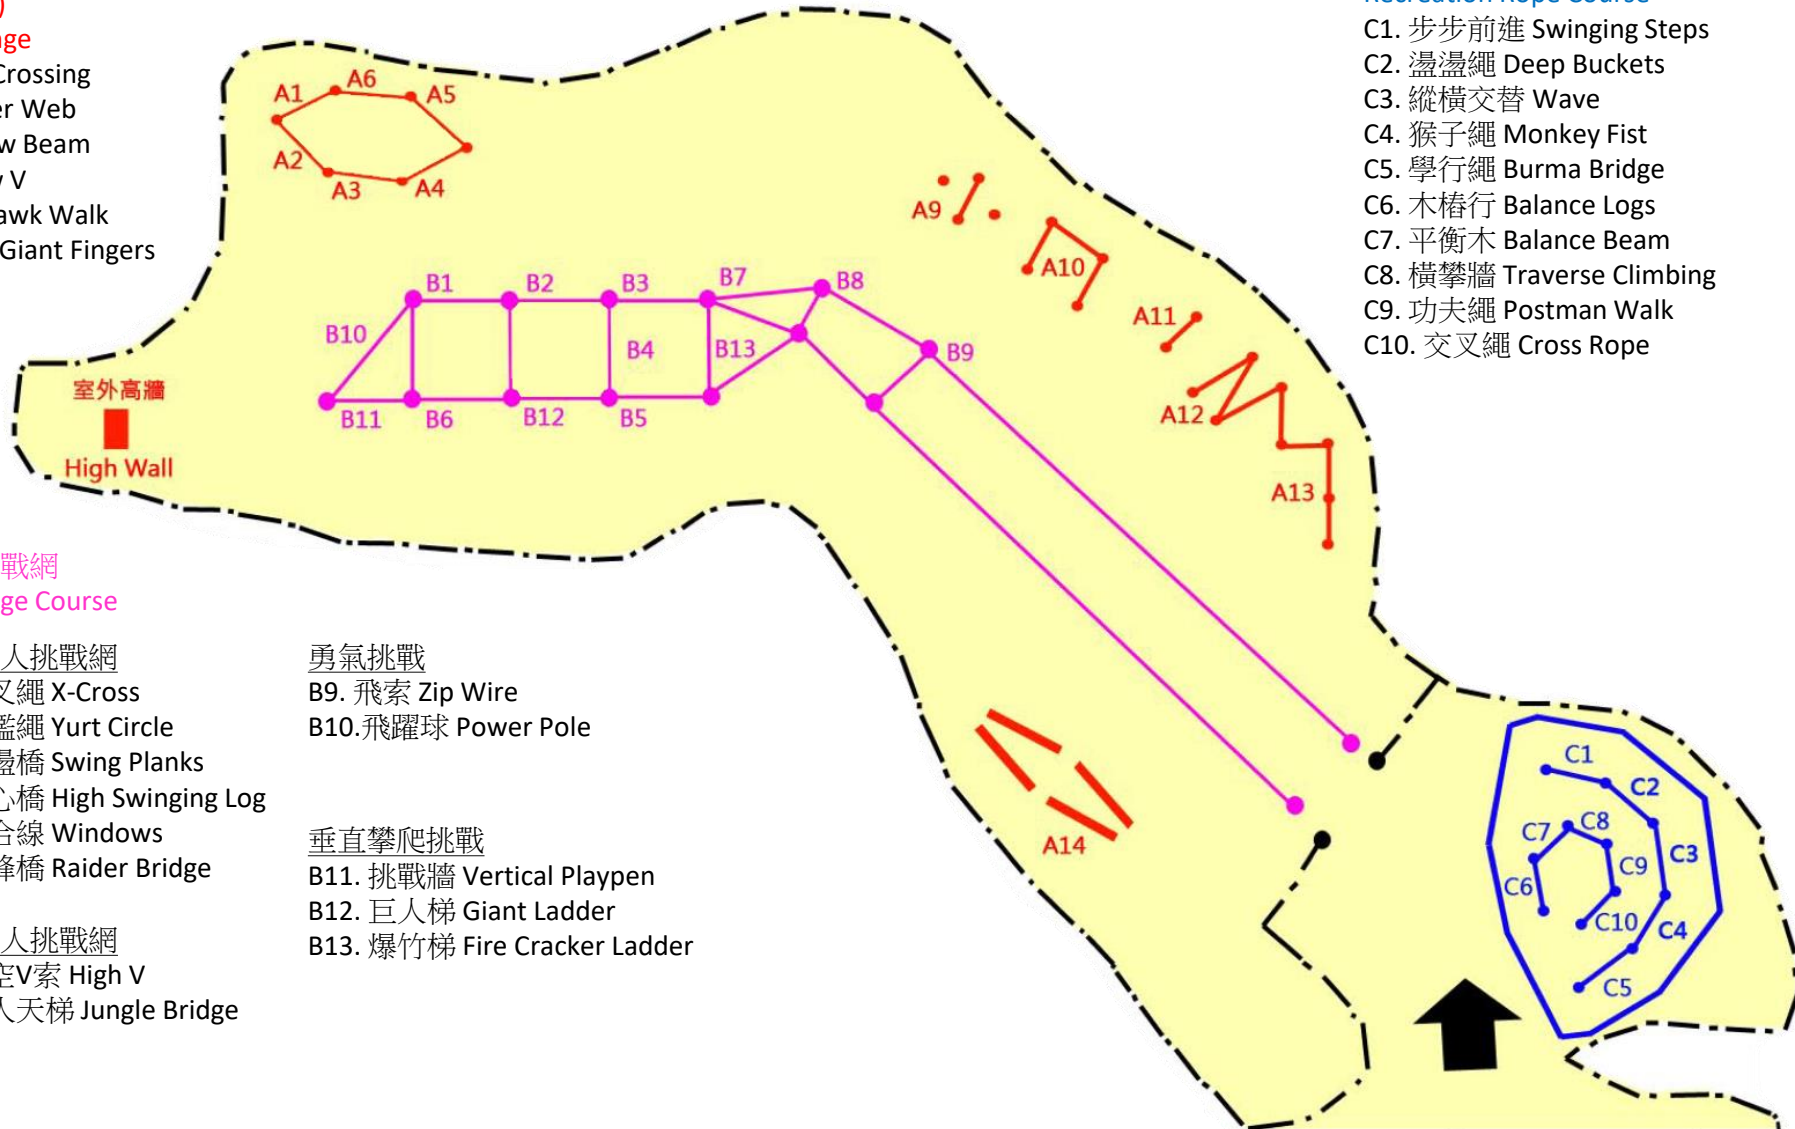 age
Crossing
er Web
w Beam
V
awk Walk
Giant Fingers
Recreation Rope Course
C1. 步步前進 Swinging Steps
C2. 盪盪繩 Deep Buckets
C3. 縱橫交替 Wave
C4. 猴子繩 Monkey Fist
C5. 學行繩 Burma Bridge
C6. 木樁行 Balance Logs
C7. 平衡木 Balance Beam
C8. 橫攀牆 Traverse Climbing
C9. 功夫繩 Postman Walk
C10. 交叉繩 Cross Rope
A1
A6
A5
A2
A3
A4
A9
A10
A11
A12
A13
A14
B1
B2
B3
B7
B8
B10
B4
B13
B9
B11
B6
B12
B5
室外高牆
High Wall
戰網
ge Course
人挑戰網
叉繩 X-Cross
繩 Yurt Circle
盪橋 Swing Planks
心橋 High Swinging Log
合線 Windows
橋 Raider Bridge
人挑戰網
空V索 High V
人天梯 Jungle Bridge
勇氣挑戰
B9. 飛索 Zip Wire
B10.飛躍球 Power Pole
垂直攀爬挑戰
B11. 挑戰牆 Vertical Playpen
B12. 巨人梯 Giant Ladder
B13. 爆竹梯 Fire Cracker Ladder
C1
C2
C7
C8
C3
C9
C6
C10
C4
C5